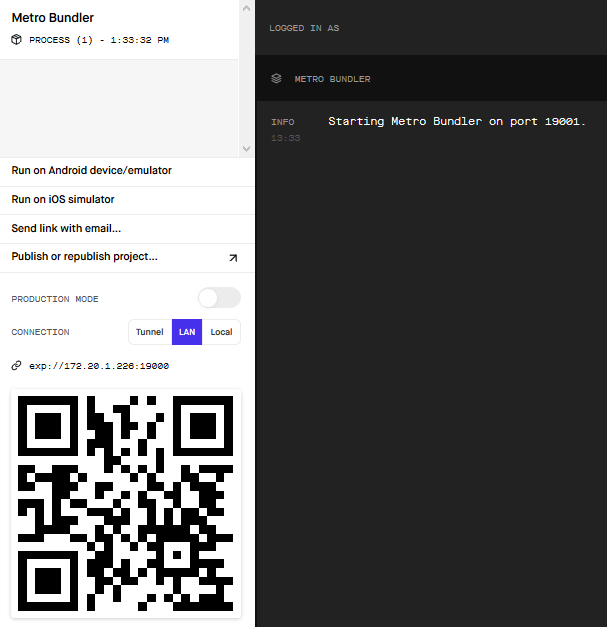 Metro Bundler
PROCESS (1) - 1:33:32 PM
Run on Android device/emulator
Run on iOS simulator
Send link with email...
Publish or republish project...
PRODUCTION MODE
CONNECTION
Tunnel
LAN
Local
exp://172.20.1.226:19000
LOGGED IN AS
METRO BUNDLER
INFO
Starting Metro Bundler on port 19001.
13:33